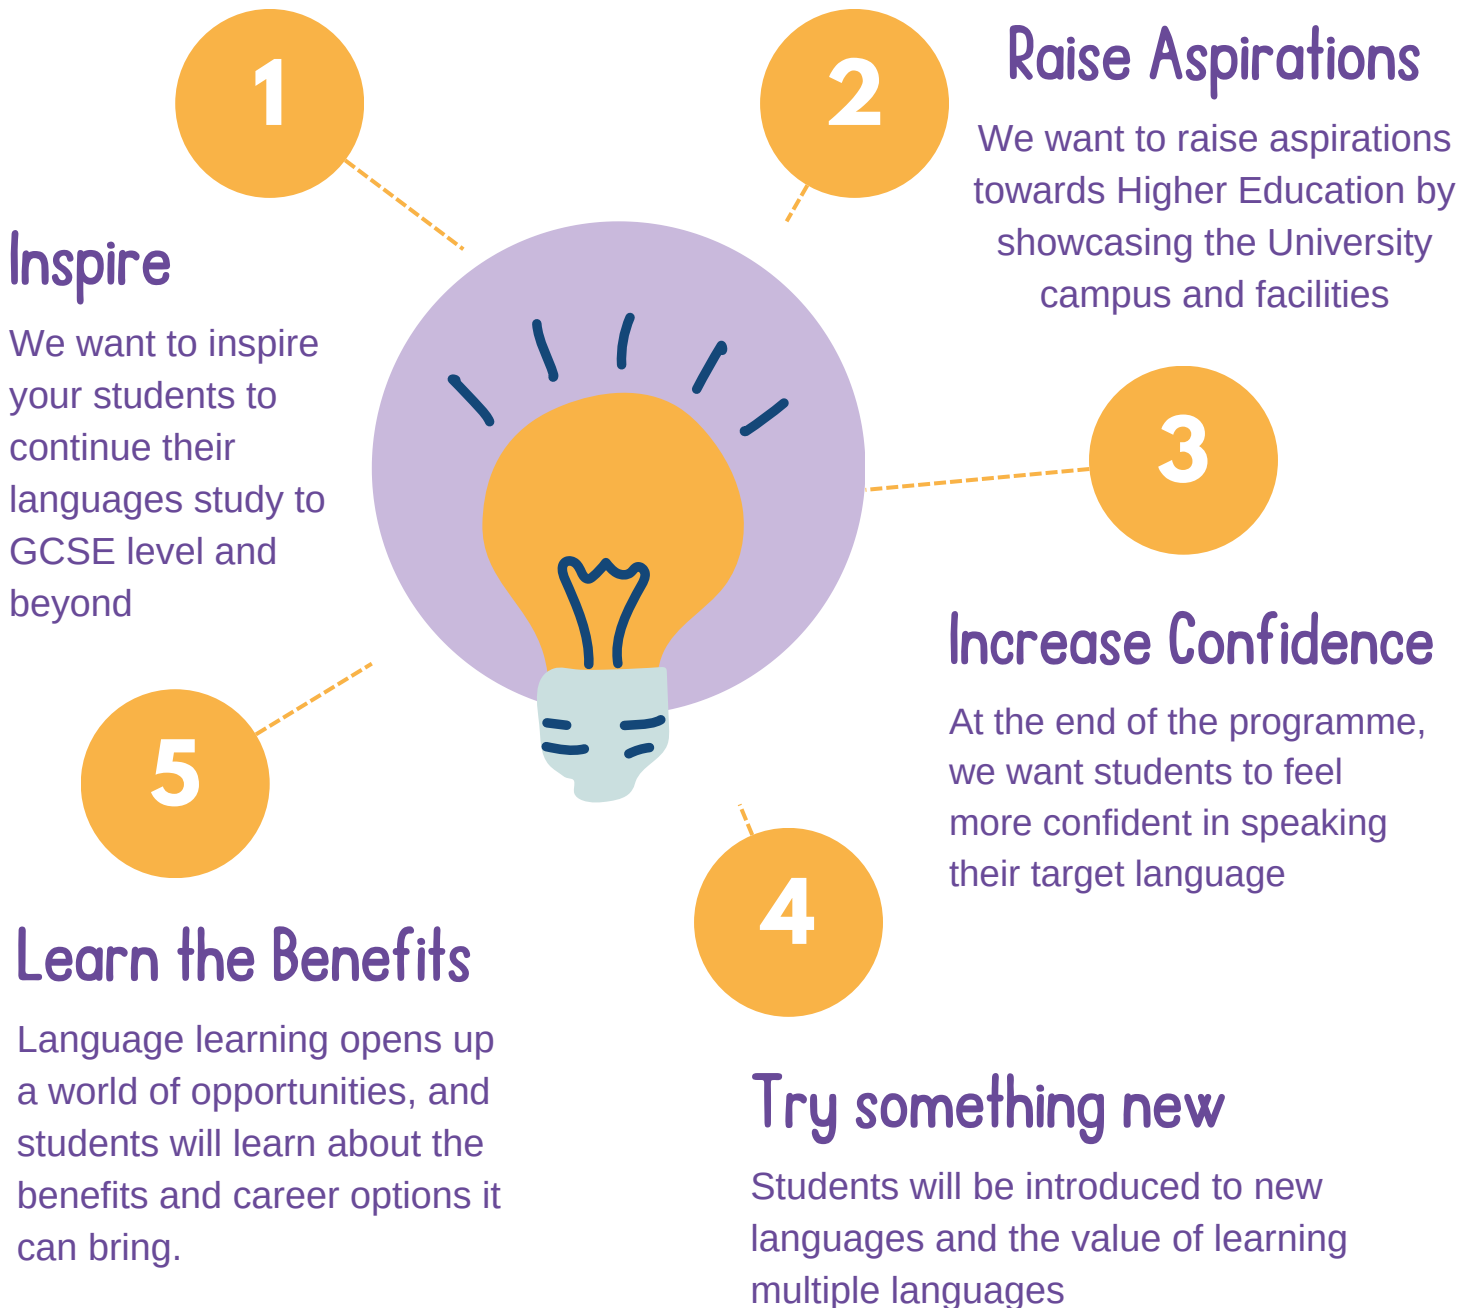 1
Inspire
We want to inspire
your students to
continue their
languages study to
GCSE level and
beyond
2
Raise Aspirations
We want to raise aspirations
towards Higher Education by
showcasing the University
campus and facilities
3
Increase Confidence
At the end of the programme,
we want students to feel
more confident in speaking
their target language
4
Try something new
Students will be introduced to new
languages and the value of learning
multiple languages
5
Learn the Benefits
Language learning opens up
a world of opportunities, and
students will learn about the
benefits and career options it
can bring.